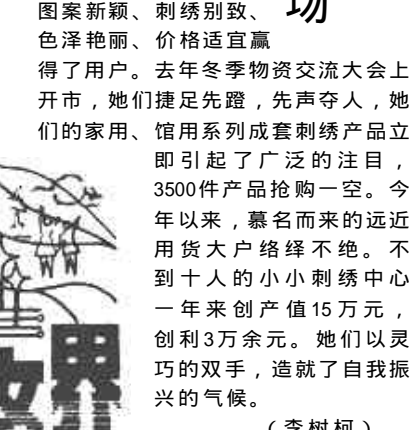 图案新颖、刺绣别致、
色泽艳丽、价格适宜赢
得了用户。去年冬季物资交流大会上
开市，她们捷足先蹬，先声夺人，她
们的家用、馆用系列成套刺绣产品立
即引起了广泛的注目，
3500件产品抢购一空。今
年以来，慕名而来的远近
用货大户络绎不绝。不
到十人的小小刺绣中心
一年来创产值15万元，
创利3万余元。她们以灵
巧的双手，造就了自我振
兴的气候。
（李树柯）
场
界